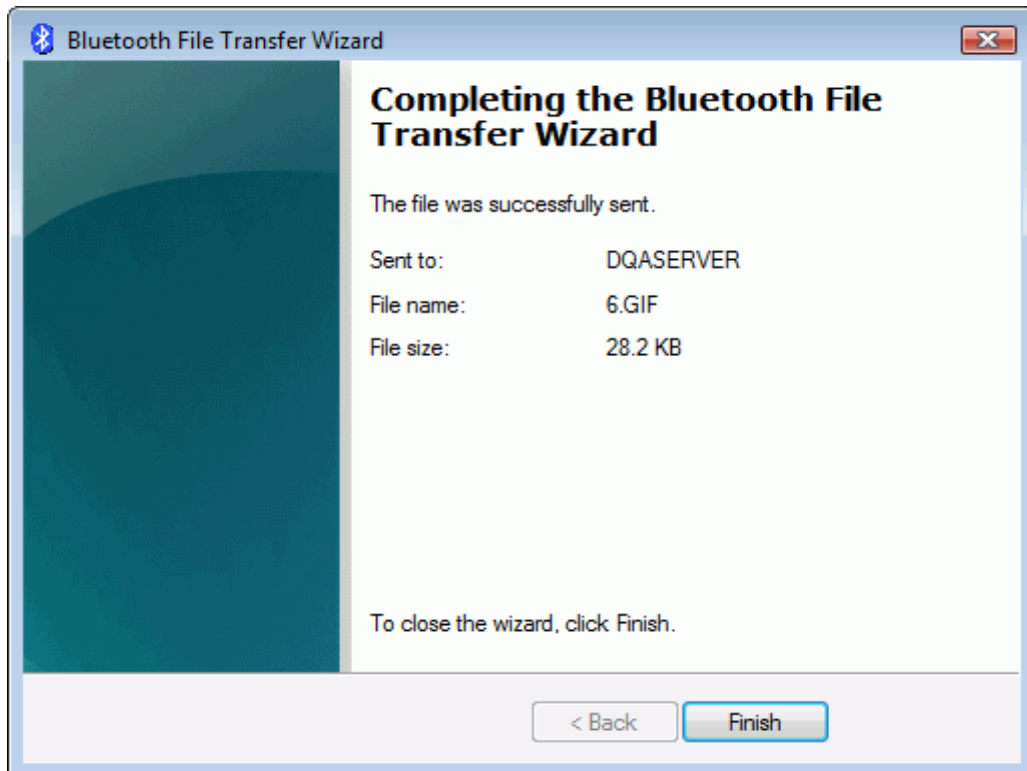 Bluetooth File Transfer Wizard
Completing the Bluetooth File
Transfer Wizard
The file was successfully sent.
Sent to: DQASERVER
File name: 6.GIF
File size: 28.2 KB
To close the wizard, click Finish.
< Back Finish